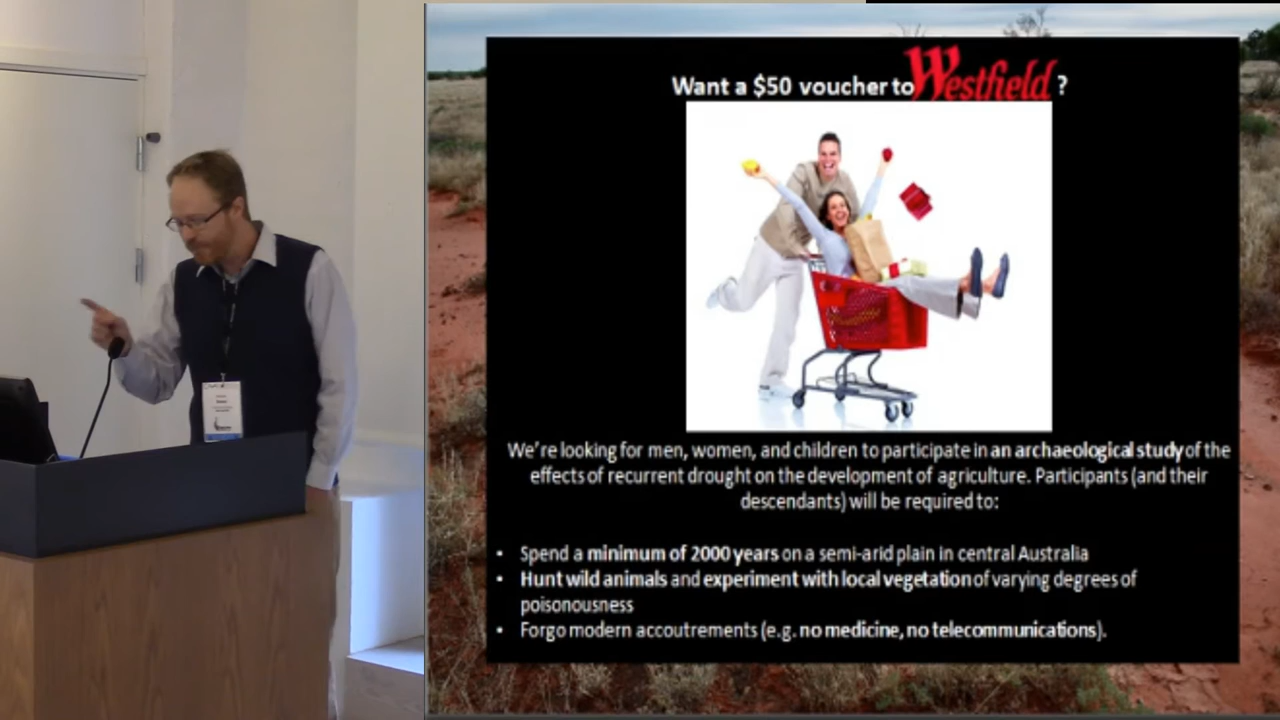 Want a $50 voucher to Westfield ?
We're looking for men, women, and children to participate in an archaeological study of the
effects of recurrent drought on the development of agriculture. Participants (and their
descendants) will be required to:
• Spend a minimum of 2000 years on a semi-arid plain in central Australia
• Hunt wild animals and experiment with local vegetation of varying degrees of
poisonousness
• Forgo modern accoutrements (e.g. no medicine, no telecommunications).